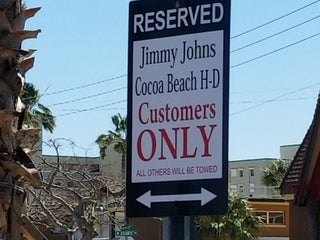 RESERVED
Jimmy Johns
Cocoa Beach H-D
Customers
ONLY
ALL OTHERS WILL BE TOWED